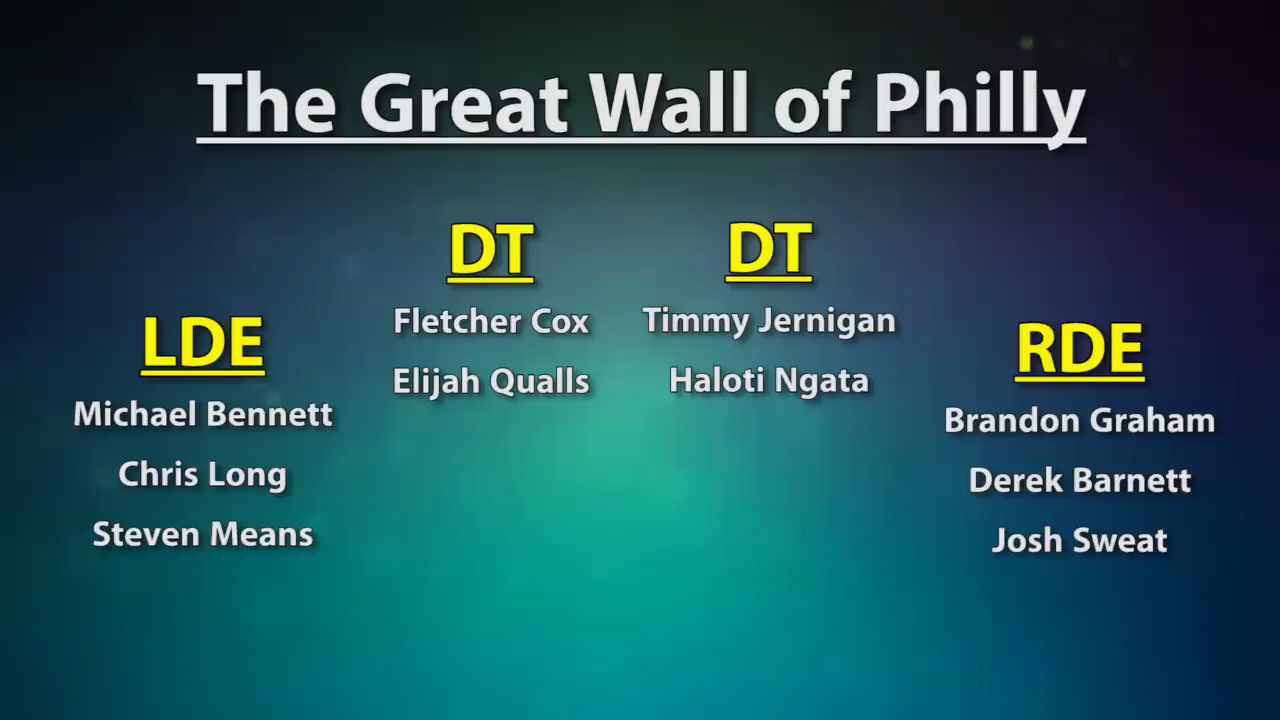 The Great Wall of Philly
LDE
Michael Bennett
Chris Long
Steven Means
DT
Fletcher Cox
Elijah Qualls
DT
Timmy Jernigan
Haloti Ngata
RDE
Brandon Graham
Derek Barnett
Josh Sweat